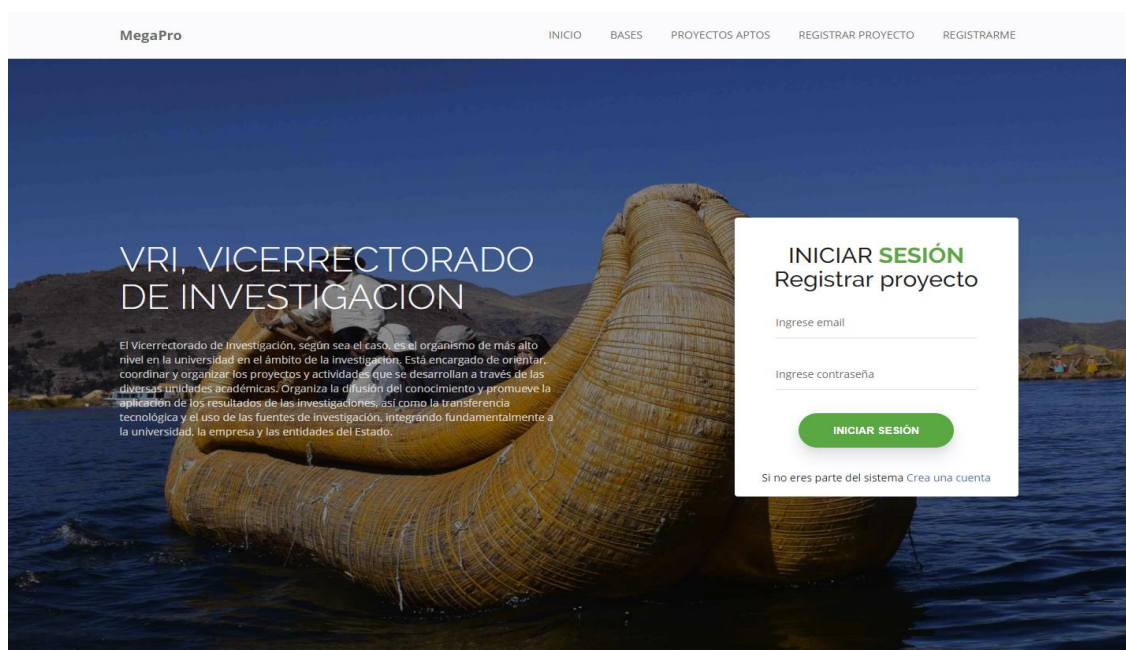 MegaPro
INICIO BASES PROYECTOS APTOS REGISTRAR PROYECTO REGISTRARME
VRI, VICERRECTORADO
DE INVESTIGACION
El Vicerrectorado de Investigación, según sea el caso, es el organismo de más alto
nivel en la universidad en el ámbito de la investigación. Está encargado de orientar,
coordinar y organizar los proyectos y actividades que se desarrollan a través de las
diversas unidades académicas. Organiza la difusión del conocimiento y promueve la
aplicación de los resultados de las investigaciones, así como la transferencia
tecnológica y el uso de las fuentes de investigación, integrando fundamentalmente a
la universidad, la empresa y las entidades del Estado.
INICIAR SESIÓN
Registrar proyecto
Ingrese email
Ingrese contraseña
INICIAR SESIÓN
Si no eres parte del sistema Crea una cuenta